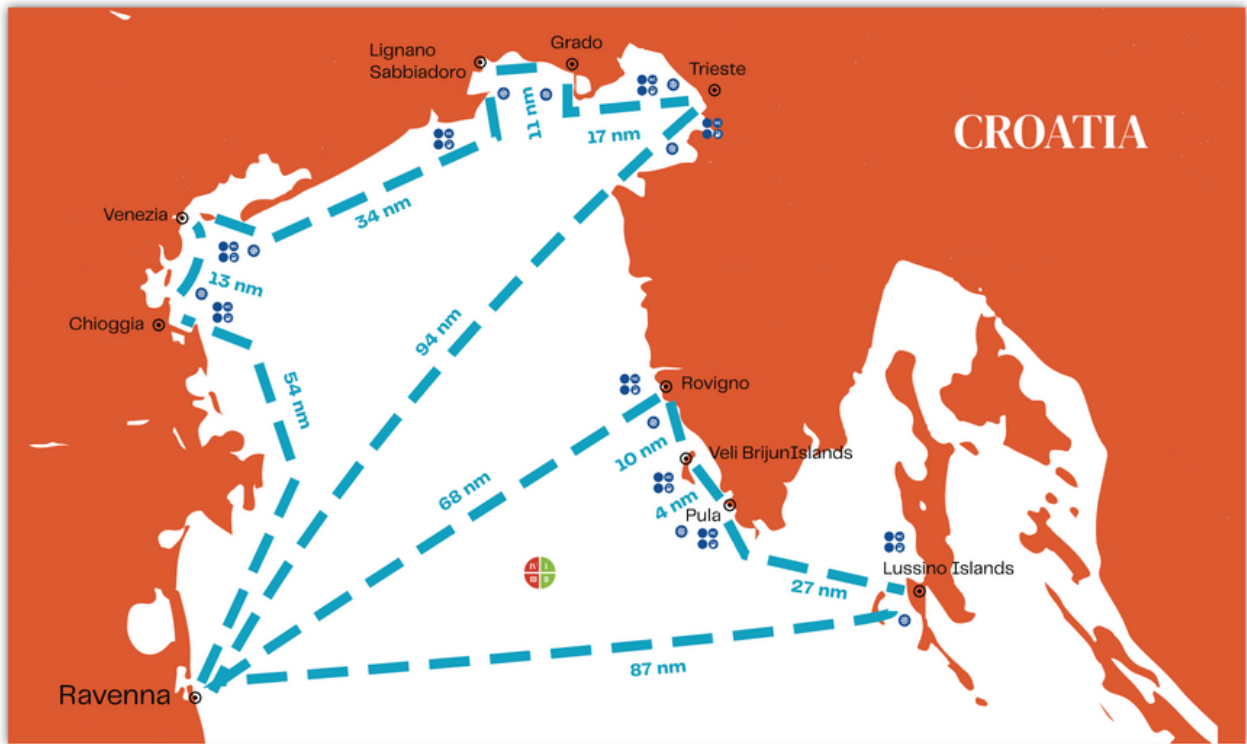 Lignano
Sabbiadoro
Grado
Trieste
CROATIA
11 nm
17 nm
34 nm
Venezia
13 nm
Chioggia
94 nm
54 nm
Rovigno
10 nm
Veli BrijunIslands
68 nm
4 nm
Pula
Lussino Islands
27 nm
87 nm
Ravenna